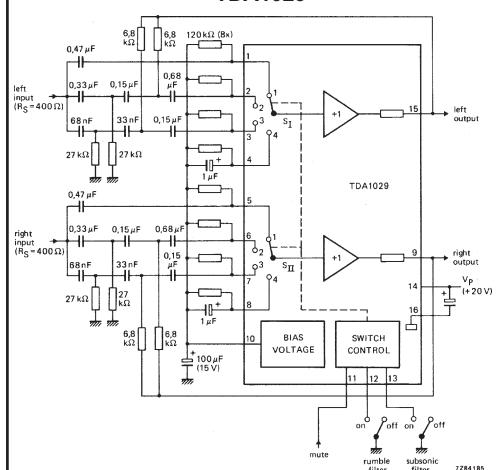 6,8 kΩ
6,8 kΩ
120 kΩ (8x)
0,47 μF
1
left input (RS = 400 Ω)
0,33 μF
0,15 μF
0,68 μF
2
1
2
3
4
SI
+1
15
left output
68 nF
33 nF
3
27 kΩ
27 kΩ
4
1 μF
+
TDA1029
0,47 μF
5
right input (RS = 400 Ω)
0,33 μF
0,15 μF
0,68 μF
6
1
2
3
4
SII
+1
9
right output
68 nF
33 nF
0,15 μF
7
14
VP (+20 V)
+
27 kΩ
27 kΩ
8
1 μF
+
16
6,8 kΩ
6,8 kΩ
10
BIAS VOLTAGE
SWITCH CONTROL
+
100 μF (15 V)
11
12
13
on
off
on
off
mute
rumble
subsonic
7Z84185